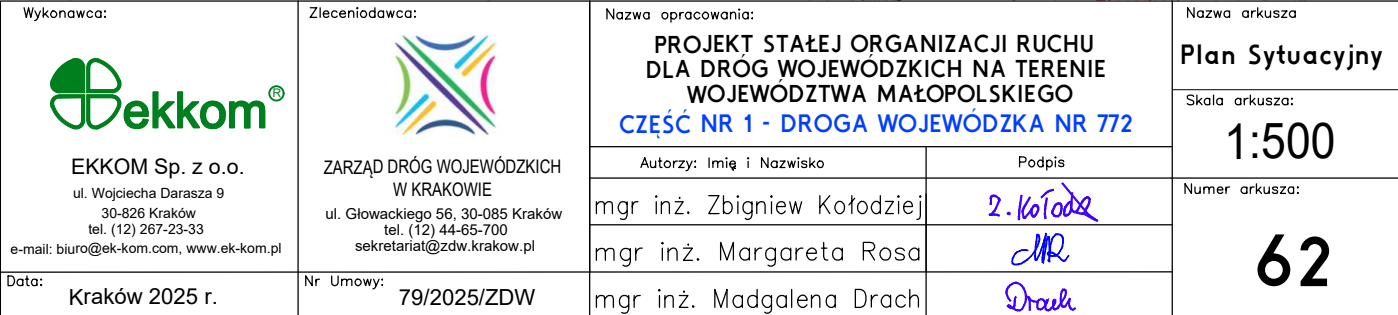 Wykonawca:
ekkom®
EKKOM Sp. z o.o.
ul. Wojciecha Darasza 9
30-826 Kraków
tel. (12) 267-23-33
e-mail: biuro@ek-kom.com, www.ek-kom.pl
Data:
Kraków 2025 r.
Zleceniodawca:
ZARZĄD DRÓG WOJEWÓDZKICH
W KRAKOWIE
ul. Głowackiego 56, 30-085 Kraków
tel. (12) 44-65-700
sekretariat@zdw.krakow.pl
Nr Umowy:
79/2025/ZDW
Nazwa opracowania:
PROJEKT STAŁEJ ORGANIZACJI RUCHU
DLA DRÓG WOJEWÓDZKICH NA TERENIE
WOJEWÓDZTWA MAŁOPOLSKIEGO
CZĘŚĆ NR 1 - DROGA WOJEWÓDZKA NR 772
Autorzy: Imię i Nazwisko
Podpis
mgr inż. Zbigniew Kołodziej
Z. Kołodz
mgr inż. Margareta Rosa
MR
mgr inż. Madgalena Drach
Drach
Nazwa arkusza
Plan Sytuacyjny
Skala arkusza:
1:500
Numer arkusza:
62